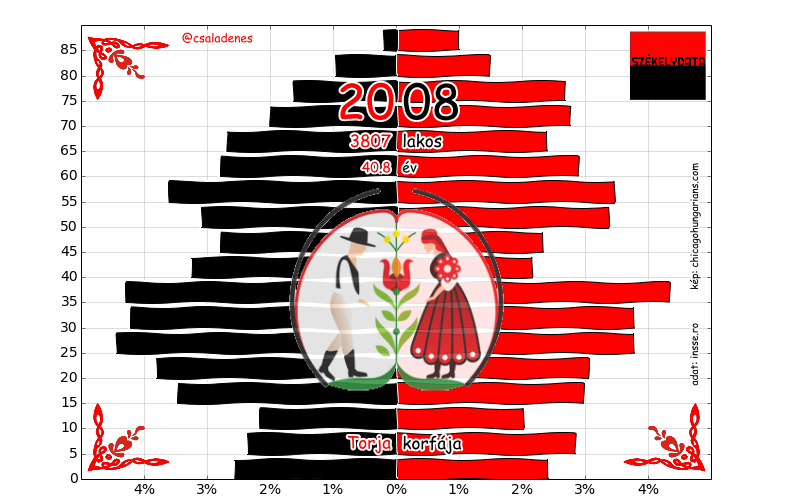 @csaladenes
SZÉKELYDATA
2008
3807 lakos
40.8 év
kép: chicagohungarians.com
adat: insse.ro
Torja korfája
85
80
75
70
65
60
55
50
45
40
35
30
25
20
15
10
5
0
4% 3% 2% 1% 0% 1% 2% 3% 4%